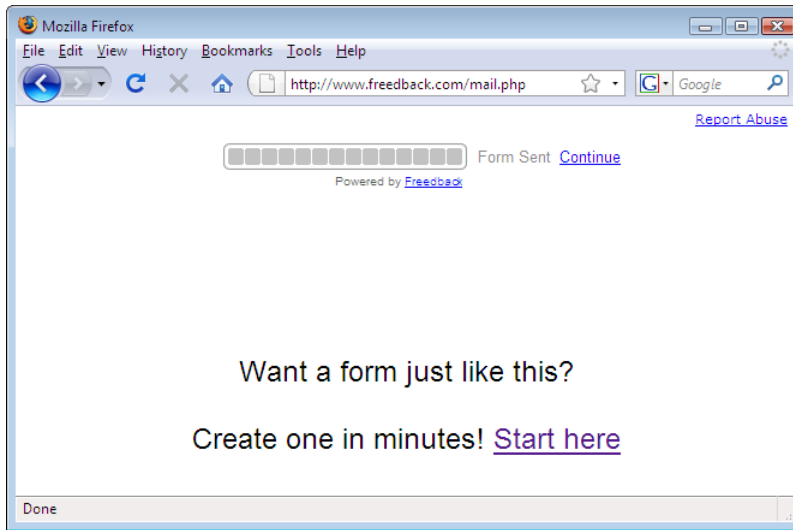 Mozilla Firefox
File Edit View History Bookmarks Tools Help
http://www.freedback.com/mail.php G Google
Report Abuse
Form Sent Continue
Powered by Freedback
Want a form just like this?
Create one in minutes! Start here
Done